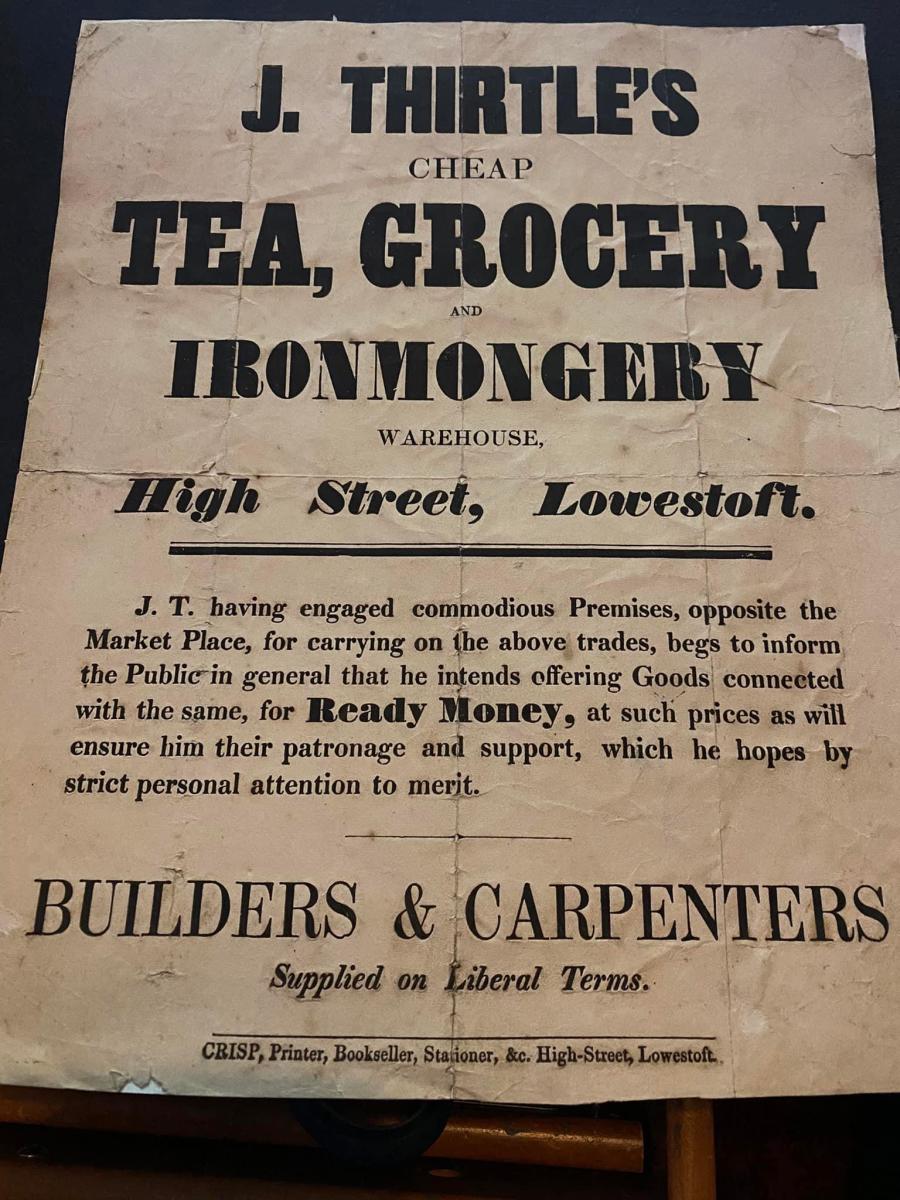 J. THIRTLE'S
CHEAP
TEA, GROCERY
AND
IRONMONGERY
WAREHOUSE,
High Street, Lowestoft.
J. T. having engaged commodious Premises, opposite the
Market Place, for carrying on the above trades, begs to inform
the Public in general that he intends offering Goods connected
with the same, for Ready Money, at such prices as will
ensure him their patronage and support, which he hopes by
strict personal attention to merit.
BUILDERS & CARPENTERS
Supplied on Liberal Terms.
CRISP, Printer, Bookseller, Stationer, &c. High-Street, Lowestoft.